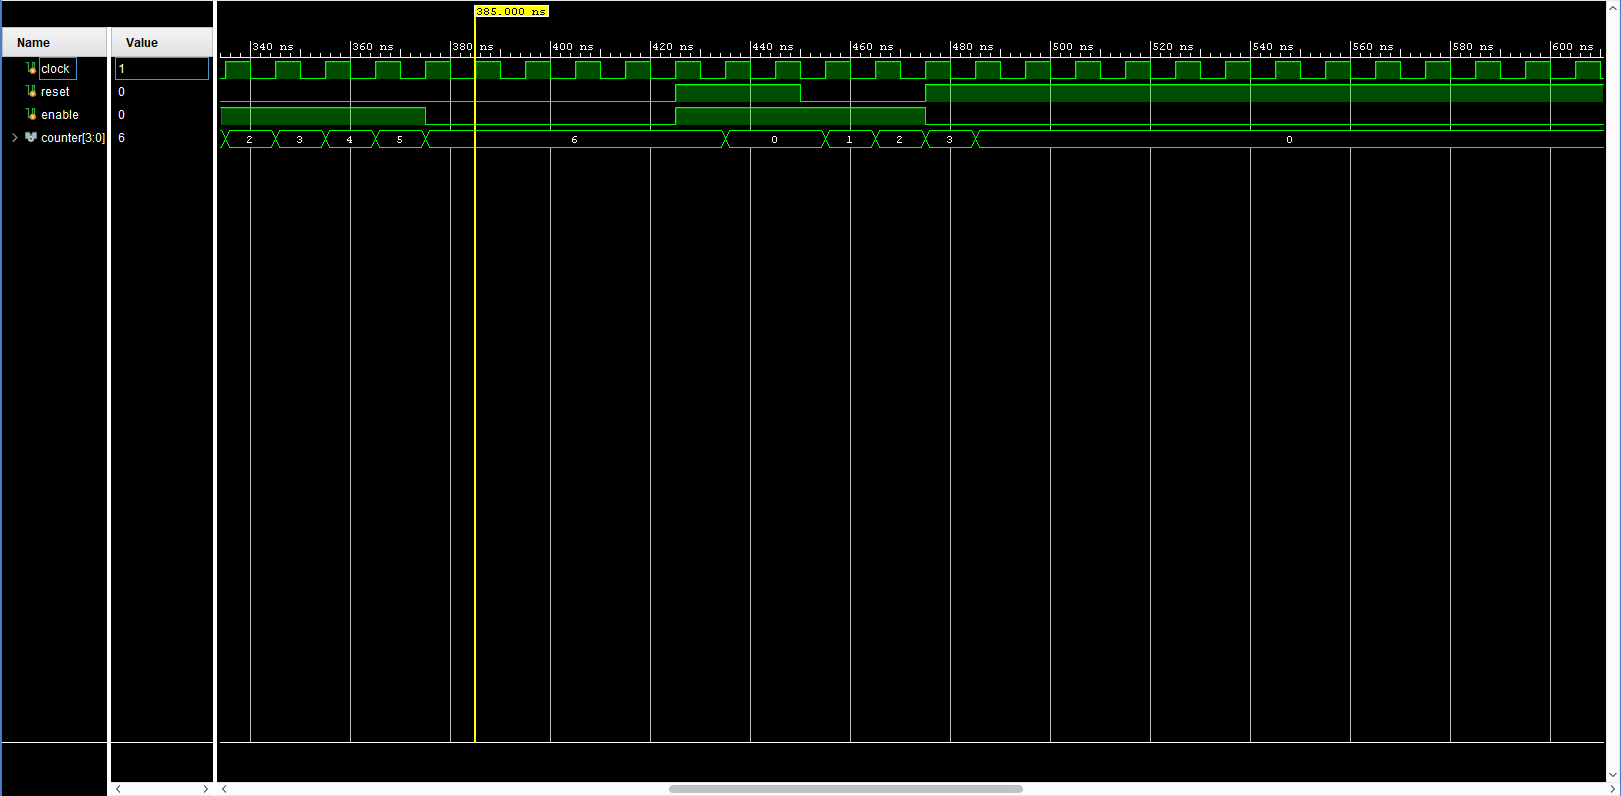 385.000 ns
Name Value
340 ns 360 ns 380 ns 400 ns 420 ns 440 ns 460 ns 480 ns 500 ns 520 ns 540 ns 560 ns 580 ns 600 ns
clock 1
reset 0
enable 0
counter[3:0] 6 2 3 4 5 6 0 1 2 3 0